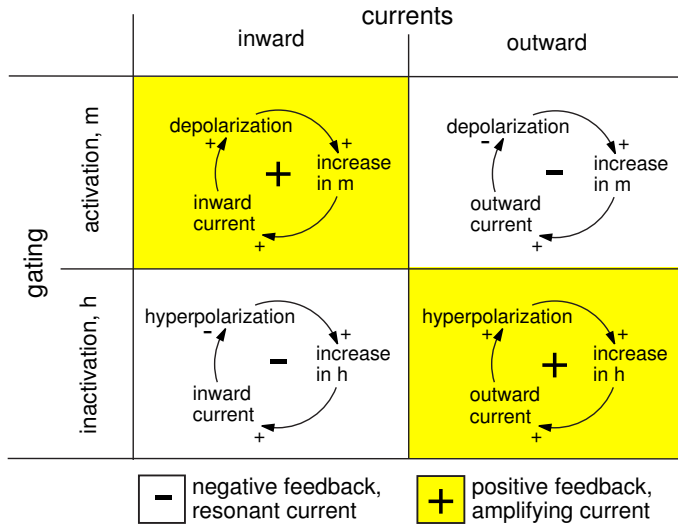 currents
inward
outward
gating
activation, m
depolarization
+
+
increase
in m
+
inward
current
+
depolarization
-
+
increase
in m
-
outward
current
+
inactivation, h
hyperpolarization
-
+
increase
in h
-
inward
current
+
hyperpolarization
+
+
increase
in h
+
outward
current
+
- negative feedback,
resonant current
+ positive feedback,
amplifying current